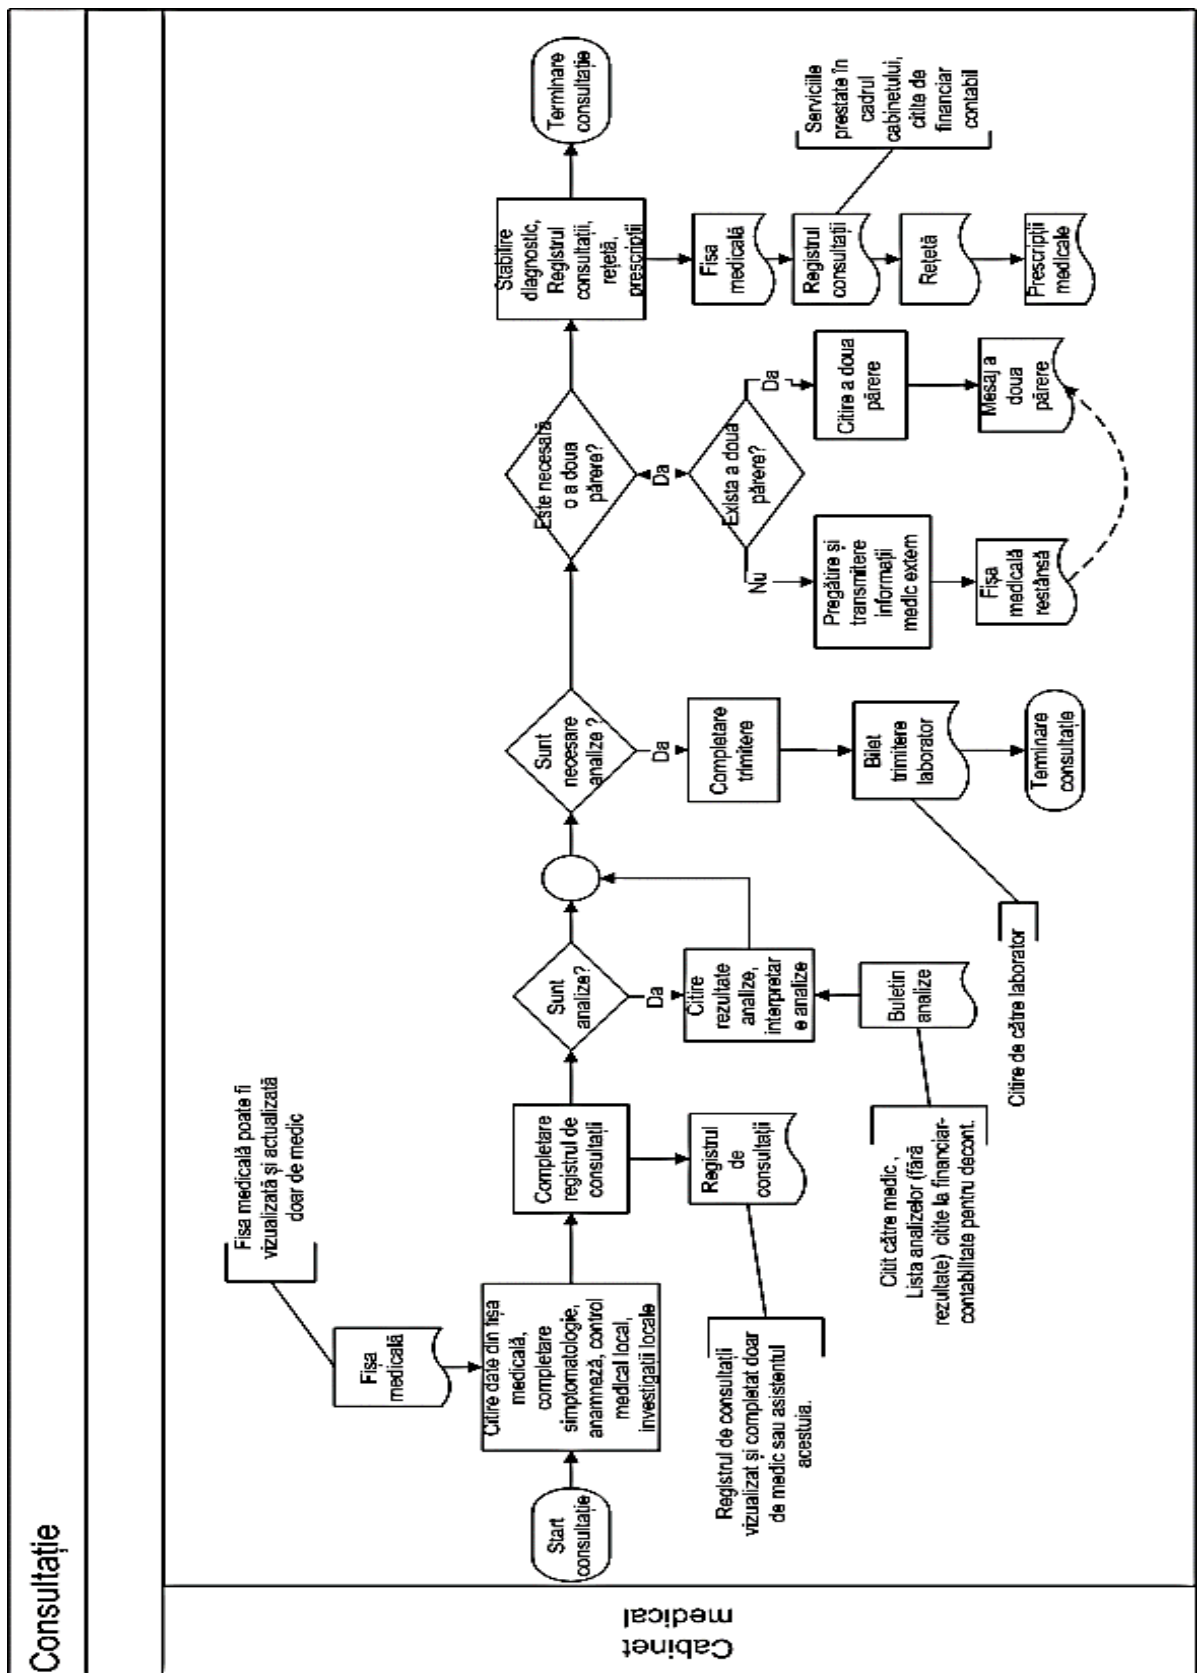 Consultație
Cabinet
medical
Start
consultație
Fișa
medicală
Fisa medicală poate fi
vizualizată și actualizată
doar de medic
Citire date din fișa
medicală,
completare
simptomatologie,
anamneză, control
medical local,
investigații locale
Completare
registrul de
consultații
Registrul
de
consultații
Registrul de consultații
vizualizat și completat doar
de medic sau asistentul
acestuia.
Sunt
analize?
Da
Citire
rezultate
analize,
interpretar
e analize
Buletin
analize
Citit către medic ,
Lista analizelor (fără
rezultate) citite la financiar-
contabilitate pentru decont.
Sunt
necesare
analize ?
Da
Completare
trimitere
Bilet
trimitere
laborator
Citire de către laborator
Terminare
consultație
Este necesară
o a doua
părere?
Da
Exista a doua
părere?
Nu
Pregătire și
transmitere
informații
medic extern
Fișa
medicală
restânsă
Da
Citire a doua
părere
Mesaj a
doua
părere
Stabilire
diagnostic,
Registrul
consultații,
rețetă,
prescriptii
Terminare
consultație
Fisa
medicală
Registrul
consultații
Rețetă
Prescripții
medicale
Serviciile
prestate în
cadrul
cabinetului,
citite de
financiar
contabil